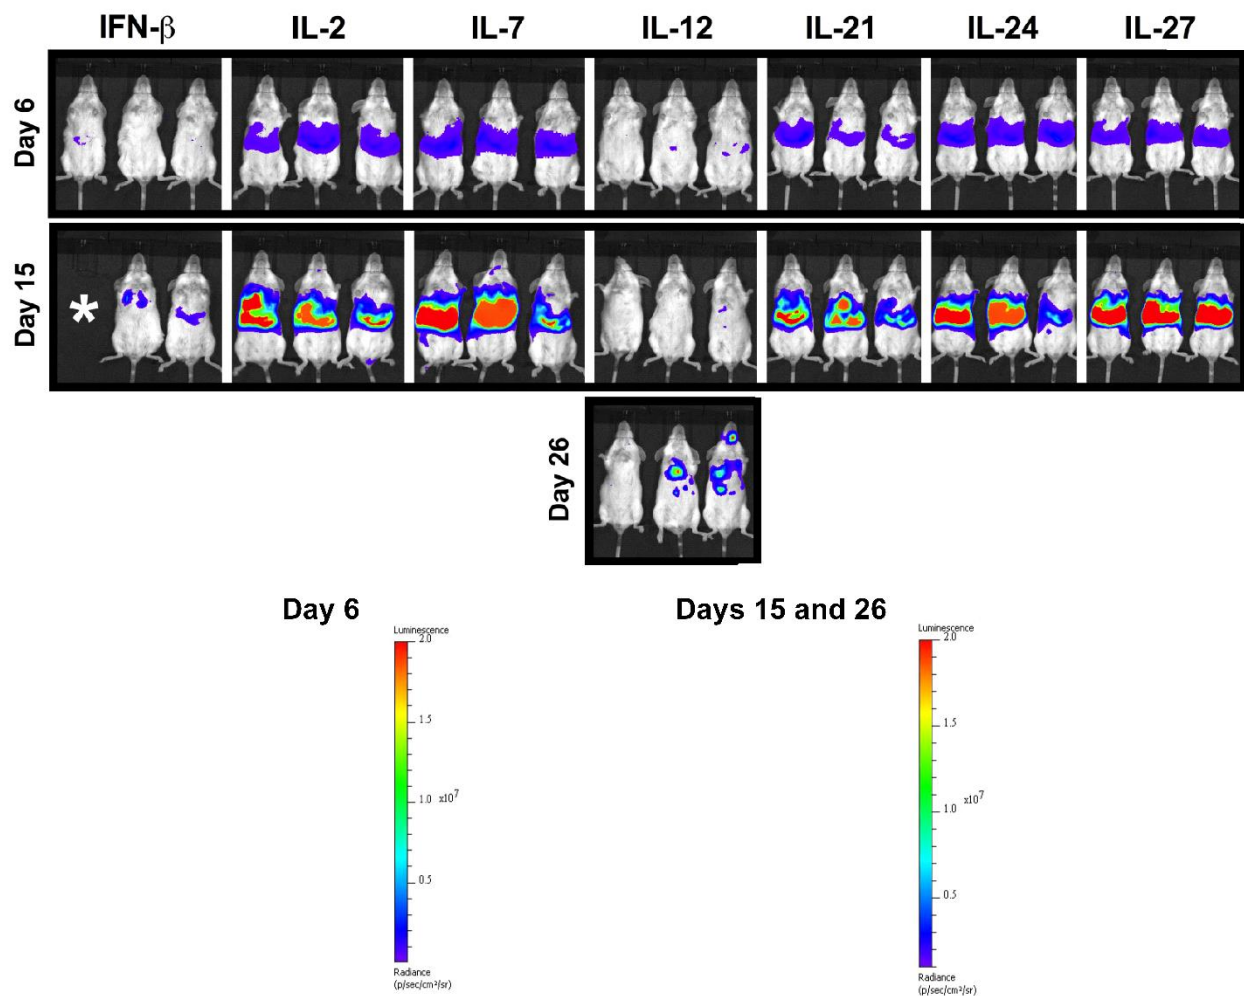 IFN-β IL-2 IL-7 IL-12 IL-21 IL-24 IL-27
Day 6
Day 15
*
Day 26
Day 6 Days 15 and 26
Luminescence Luminescence
2.0 2.0
1.5 1.5
1.0 x10⁷ 1.0 x10⁷
0.5 0.5
Radiance Radiance
(p/sec/cm²/sr) (p/sec/cm²/sr)